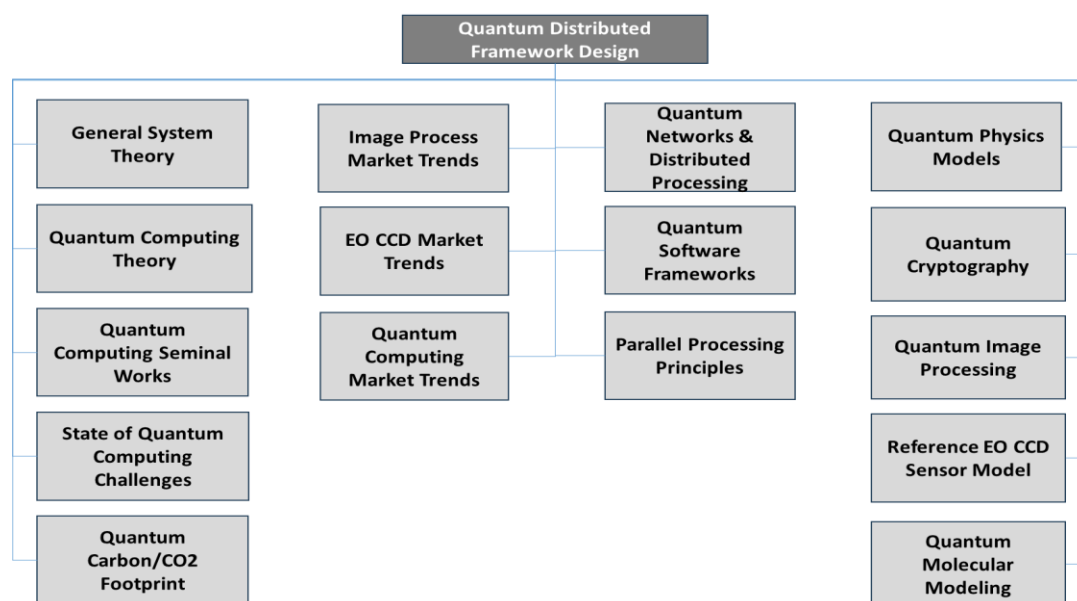 Quantum Distributed
Framework Design
General System
Theory
Quantum Computing
Theory
Quantum
Computing Seminal
Works
State of Quantum
Computing
Challenges
Quantum
Carbon/CO2
Footprint
Image Process
Market Trends
EO CCD Market
Trends
Quantum
Computing
Market Trends
Quantum
Networks &
Distributed
Processing
Quantum
Software
Frameworks
Parallel Processing
Principles
Quantum Physics
Models
Quantum
Cryptography
Quantum Image
Processing
Reference EO CCD
Sensor Model
Quantum
Molecular
Modeling